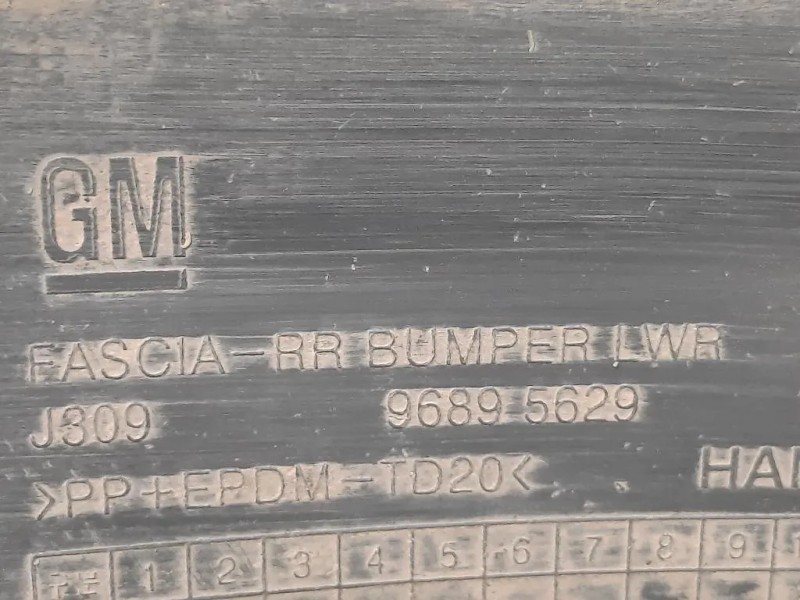 GM
FASCIA-RR BUMPER LWR
J309 9689 5629
>PP+EPDM-TD20<
1 2 3 4 5 6 7 8 9